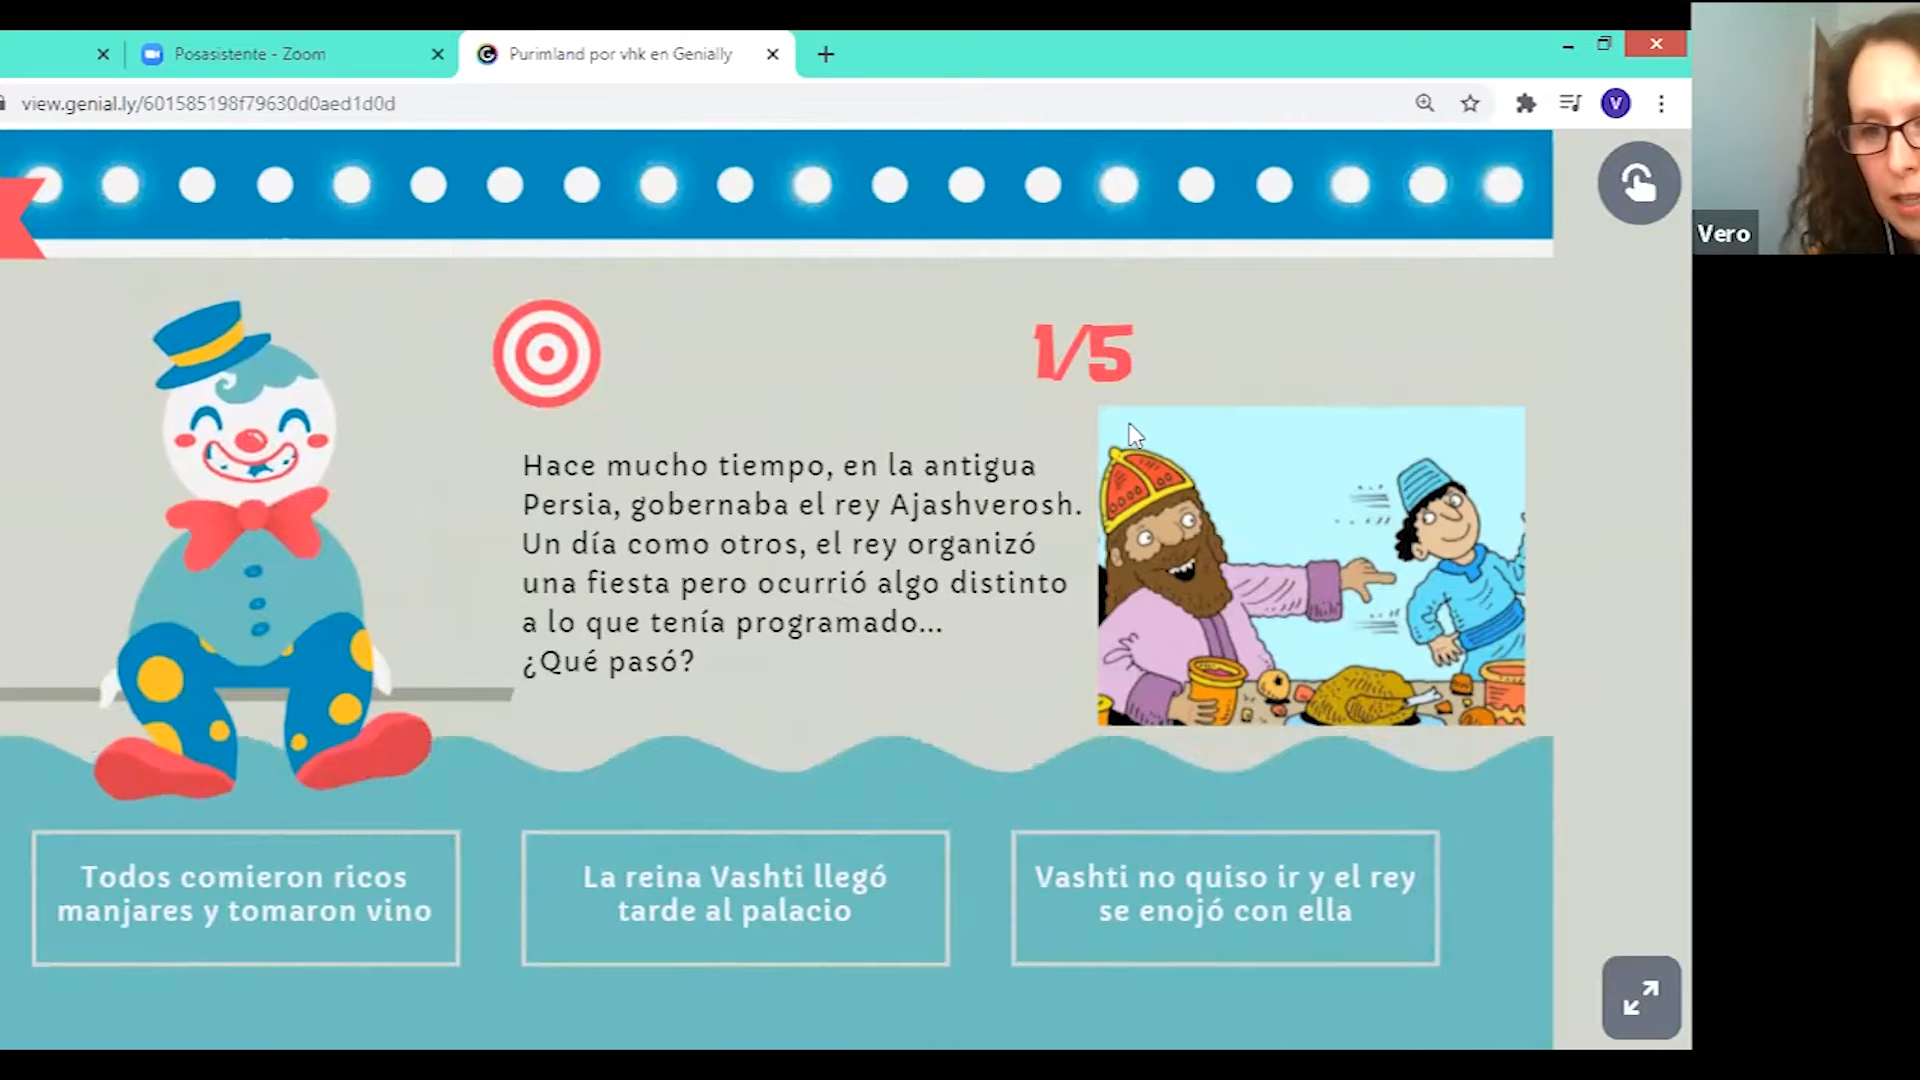 Posasistente - Zoom
Purimland por vhk en Genially
view.genial.ly/601585198f79630d0aed1d0d
V
Vero
1/5
Hace mucho tiempo, en la antigua
Persia, gobernaba el rey Ajashverosh.
Un día como otros, el rey organizó
una fiesta pero ocurrió algo distinto
a lo que tenía programado...
¿Qué pasó?
Todos comieron ricos
manjares y tomaron vino
La reina Vashti llegó
tarde al palacio
Vashti no quiso ir y el rey
se enojó con ella